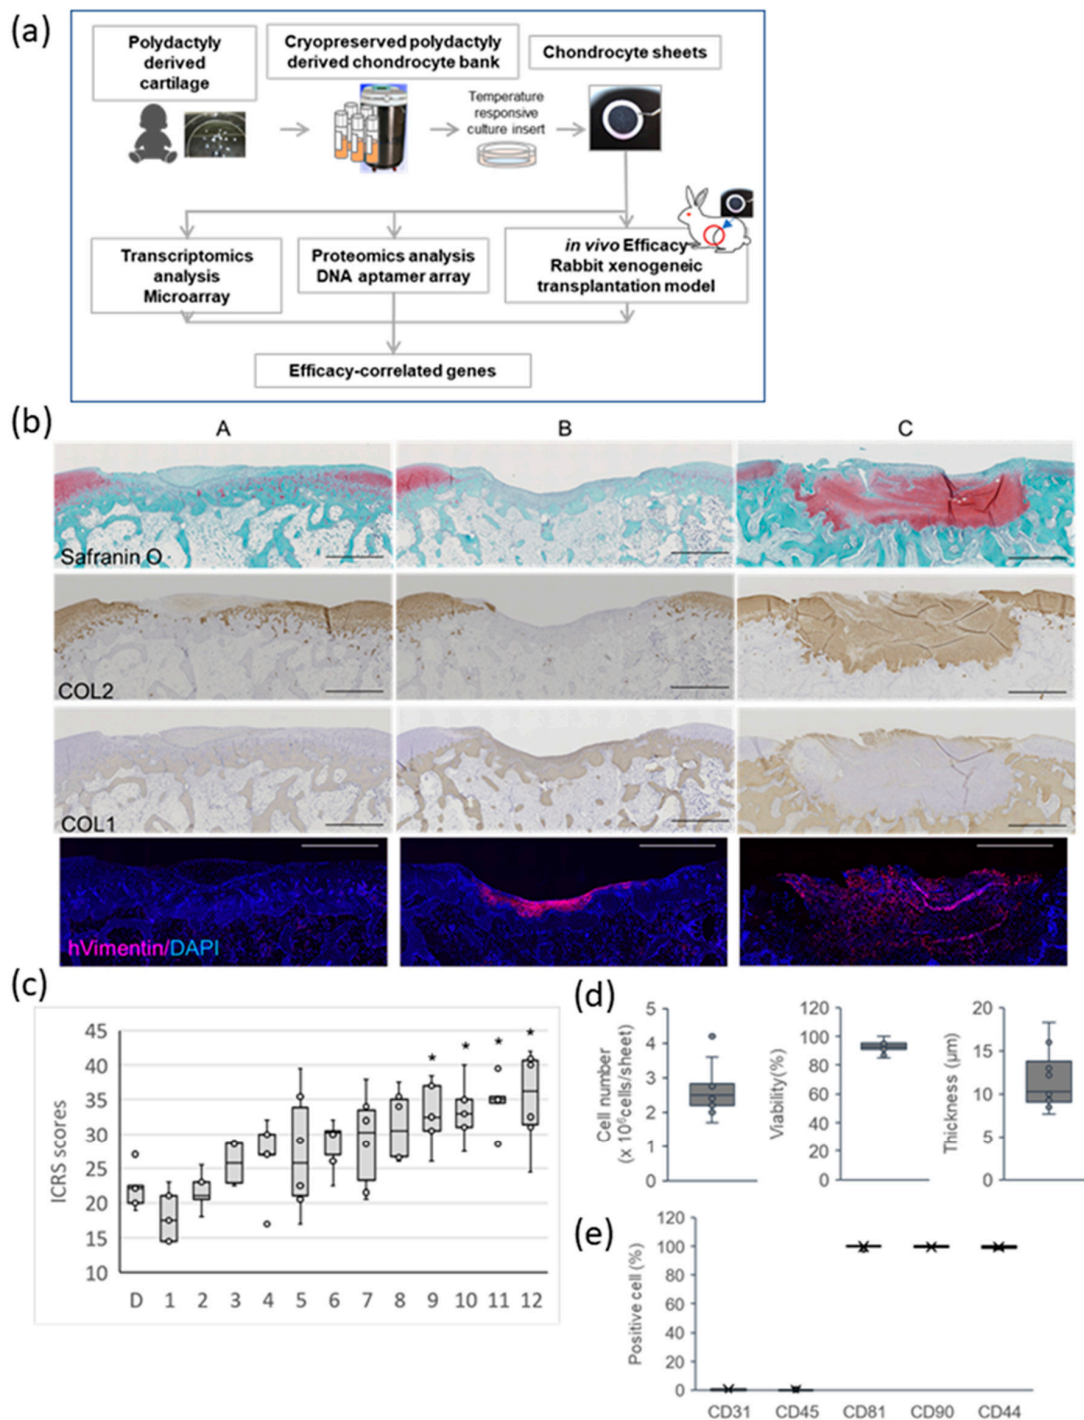 (a)
Polydactyly
derived
cartilage
Cryopreserved polydactyly
derived chondrocyte bank
Chondrocyte sheets
Temperature
responsive
culture insert
Transcriptomics
analysis
Microarray
Proteomics analysis
DNA aptamer array
in vivo Efficacy
Rabbit xenogeneic
transplantation model
Efficacy-correlated genes
(b)
A B C
Safranin O
COL2
COL1
hVimentin/DAPI
(c)
ICRS scores
45
40
35
30
25
20
15
10
* * * *
D 1 2 3 4 5 6 7 8 9 10 11 12
(d)
Cell number
(x 10⁶cells/sheet)
5
4
3
2
1
0
Viability(%)
120
100
80
60
40
20
0
Thickness (μm)
20
15
10
5
0
(e)
Positive cell (%)
120
100
80
60
40
20
0
CD31 CD45 CD81 CD90 CD44